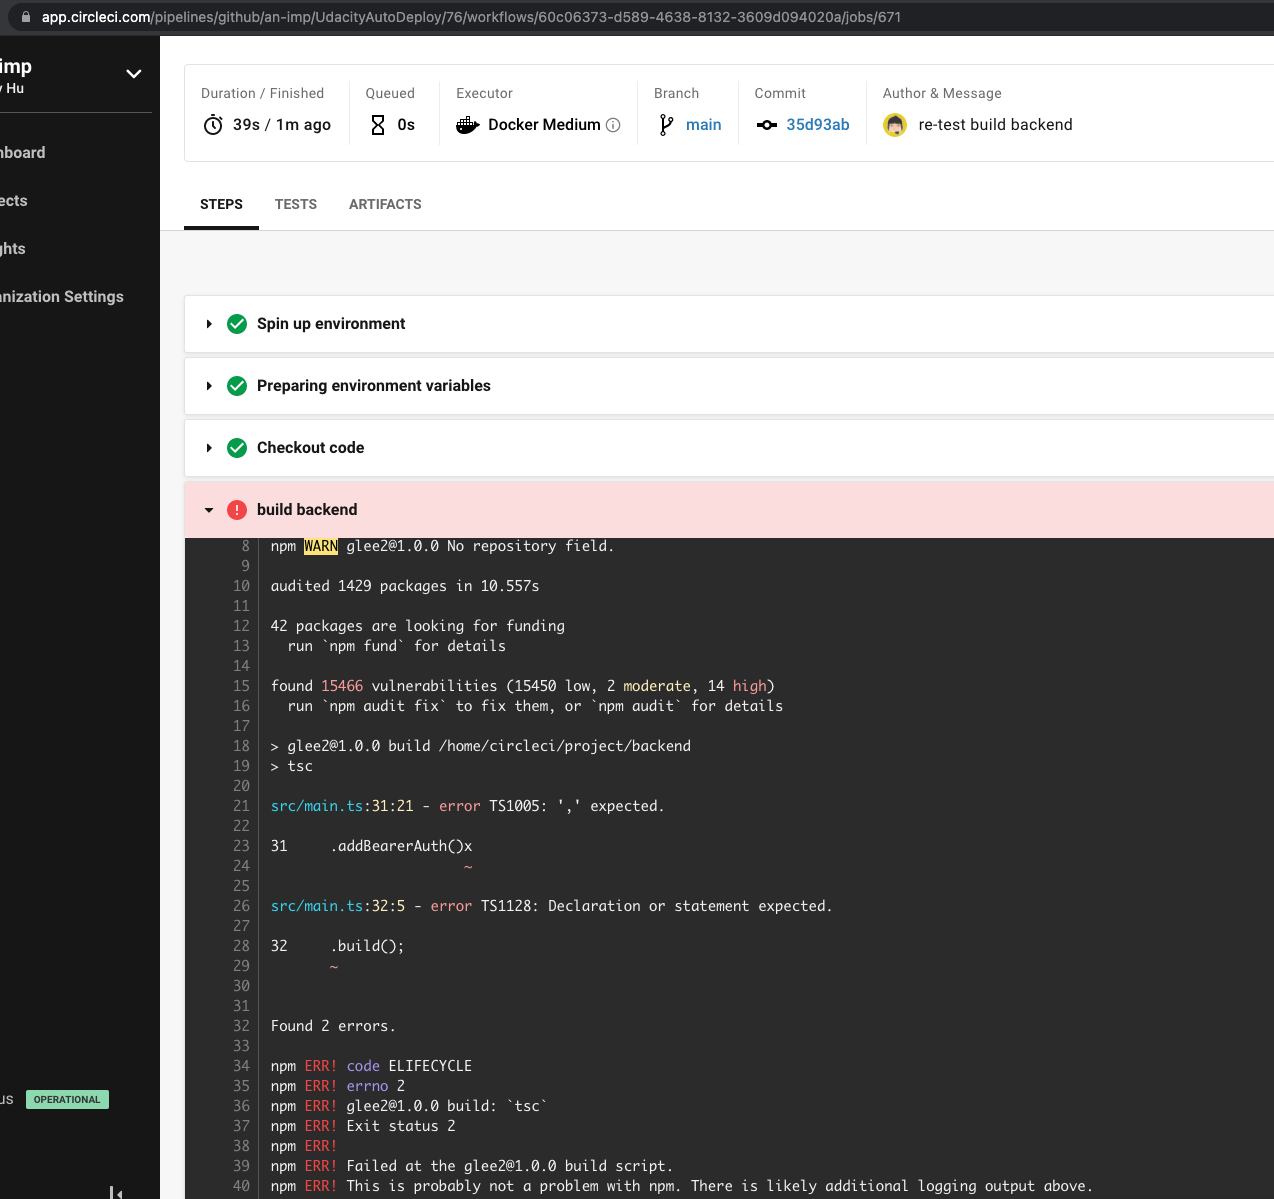 app.circleci.com/pipelines/github/an-imp/UdacityAutoDeploy/76/workflows/60c06373-d589-4638-8132-3609d094020a/jobs/671
imp
y Hu
nboard
ects
ghts
anization Settings
us OPERATIONAL
Duration / Finished
39s / 1m ago
Queued
0s
Executor
Docker Medium
Branch
main
Commit
35d93ab
Author & Message
re-test build backend
STEPS TESTS ARTIFACTS
Spin up environment
Preparing environment variables
Checkout code
build backend
8 npm WARN glee2@1.0.0 No repository field.
9
10 audited 1429 packages in 10.557s
11
12 42 packages are looking for funding
13 run `npm fund` for details
14
15 found 15466 vulnerabilities (15450 low, 2 moderate, 14 high)
16 run `npm audit fix` to fix them, or `npm audit` for details
17
18 > glee2@1.0.0 build /home/circleci/project/backend
19 > tsc
20
21 src/main.ts:31:21 - error TS1005: ',' expected.
22
23 31 .addBearerAuth()x
24 ~
25
26 src/main.ts:32:5 - error TS1128: Declaration or statement expected.
27
28 32 .build();
29 ~
30
31
32 Found 2 errors.
33
34 npm ERR! code ELIFECYCLE
35 npm ERR! errno 2
36 npm ERR! glee2@1.0.0 build: `tsc`
37 npm ERR! Exit status 2
38 npm ERR!
39 npm ERR! Failed at the glee2@1.0.0 build script.
40 npm ERR! This is probably not a problem with npm. There is likely additional logging output above.